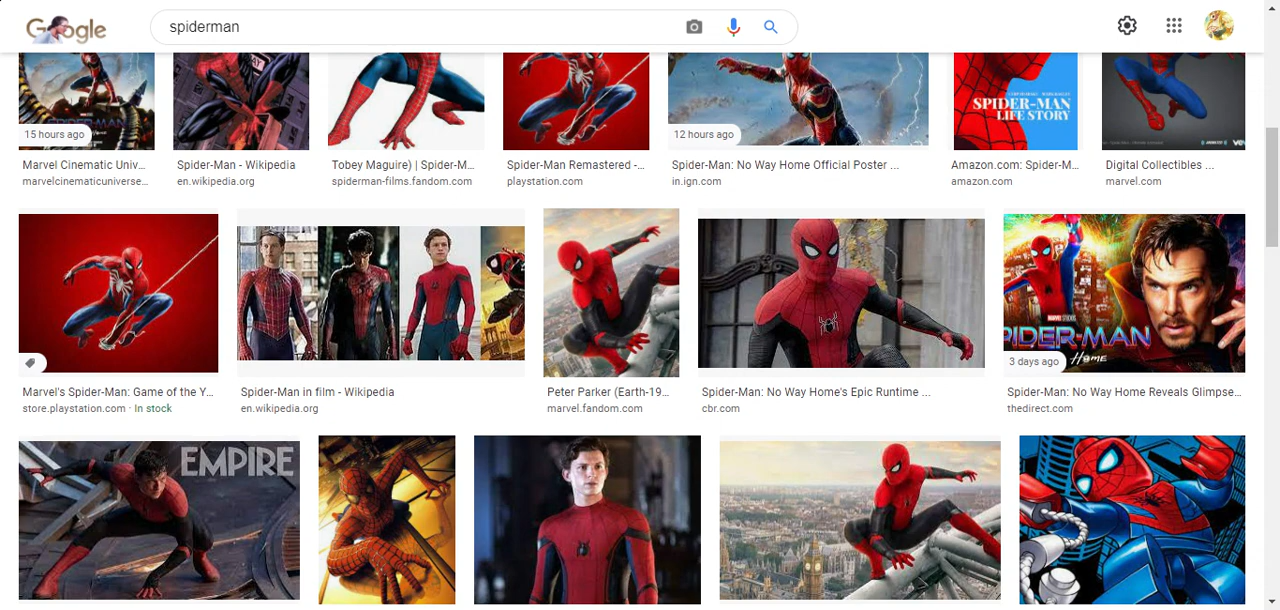 Google
spiderman
15 hours ago
12 hours ago
SPIDER-MAN
LIFE STORY
Marvel Cinematic Univ...
marvelcinematicuniverse...
Spider-Man - Wikipedia
en.wikipedia.org
Tobey Maguire) | Spider-M...
spiderman-films.fandom.com
Spider-Man Remastered -...
playstation.com
Spider-Man: No Way Home Official Poster ...
in.ign.com
Amazon.com: Spider-M...
amazon.com
Digital Collectibles ...
marvel.com
SPIDER-MAN
HOME
3 days ago
Marvel's Spider-Man: Game of the Y...
store.playstation.com · In stock
Spider-Man in film - Wikipedia
en.wikipedia.org
Peter Parker (Earth-19...
marvel.fandom.com
Spider-Man: No Way Home's Epic Runtime ...
cbr.com
Spider-Man: No Way Home Reveals Glimpse...
thedirect.com
EMPIRE